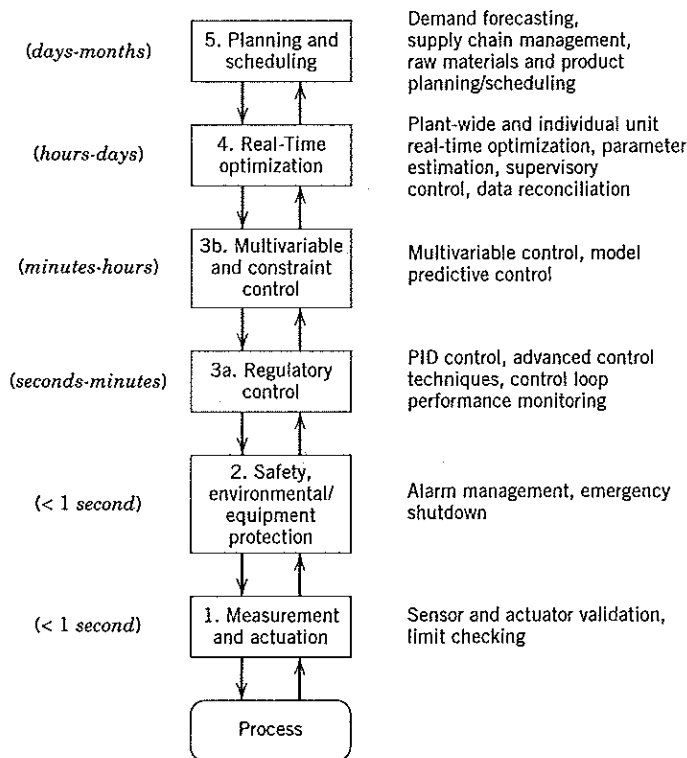 (days-months)
5. Planning and
scheduling
Demand forecasting,
supply chain management,
raw materials and product
planning/scheduling
(hours-days)
4. Real-Time
optimization
Plant-wide and individual unit
real-time optimization, parameter
estimation, supervisory
control, data reconciliation
(minutes-hours)
3b. Multivariable
and constraint
control
Multivariable control, model
predictive control
(seconds-minutes)
3a. Regulatory
control
PID control, advanced control
techniques, control loop
performance monitoring
(< 1 second)
2. Safety,
environmental/
equipment
protection
Alarm management, emergency
shutdown
(< 1 second)
1. Measurement
and actuation
Sensor and actuator validation,
limit checking
Process